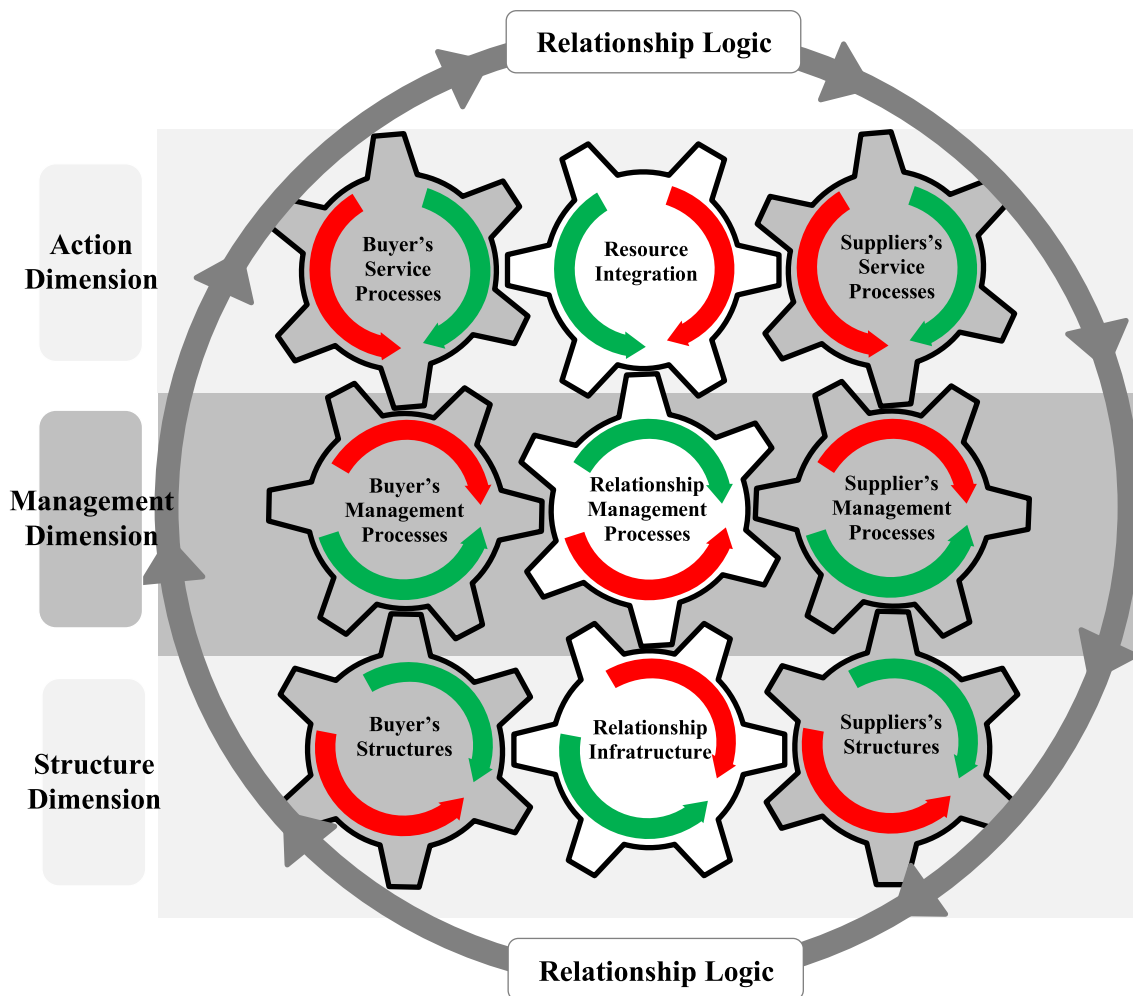 Relationship Logic
Action
Dimension
Buyer's
Service
Processes
Resource
Integration
Suppliers's
Service
Processes
Management
Dimension
Buyer's
Management
Processes
Relationship
Management
Processes
Supplier's
Management
Processes
Structure
Dimension
Buyer's
Structures
Relationship
Infratructure
Suppliers's
Structures
Relationship Logic